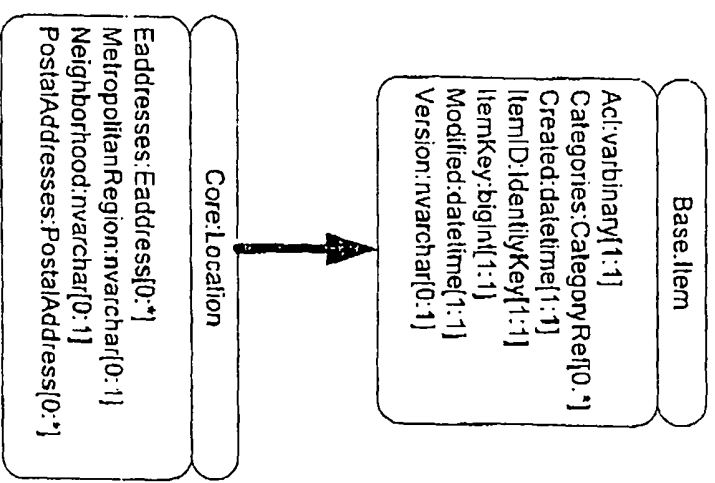 Base.Item
Acl:varbinary[1:1]
Categories:CategoryRef[0..*]
Created:datetime[1:1]
ItemID:IdentityKey[1:1]
ItemKey:bigint[1:1]
Modified:datetime[1:1]
Version:nvarchar[0:1]
Core:Location
Eaddresses:Eaddress[0:*]
MetropolitanRegion:nvarchar[0:1]
Neighborhood:nvarchar[0:1]
PostalAddresses:PostalAddress[0:*]